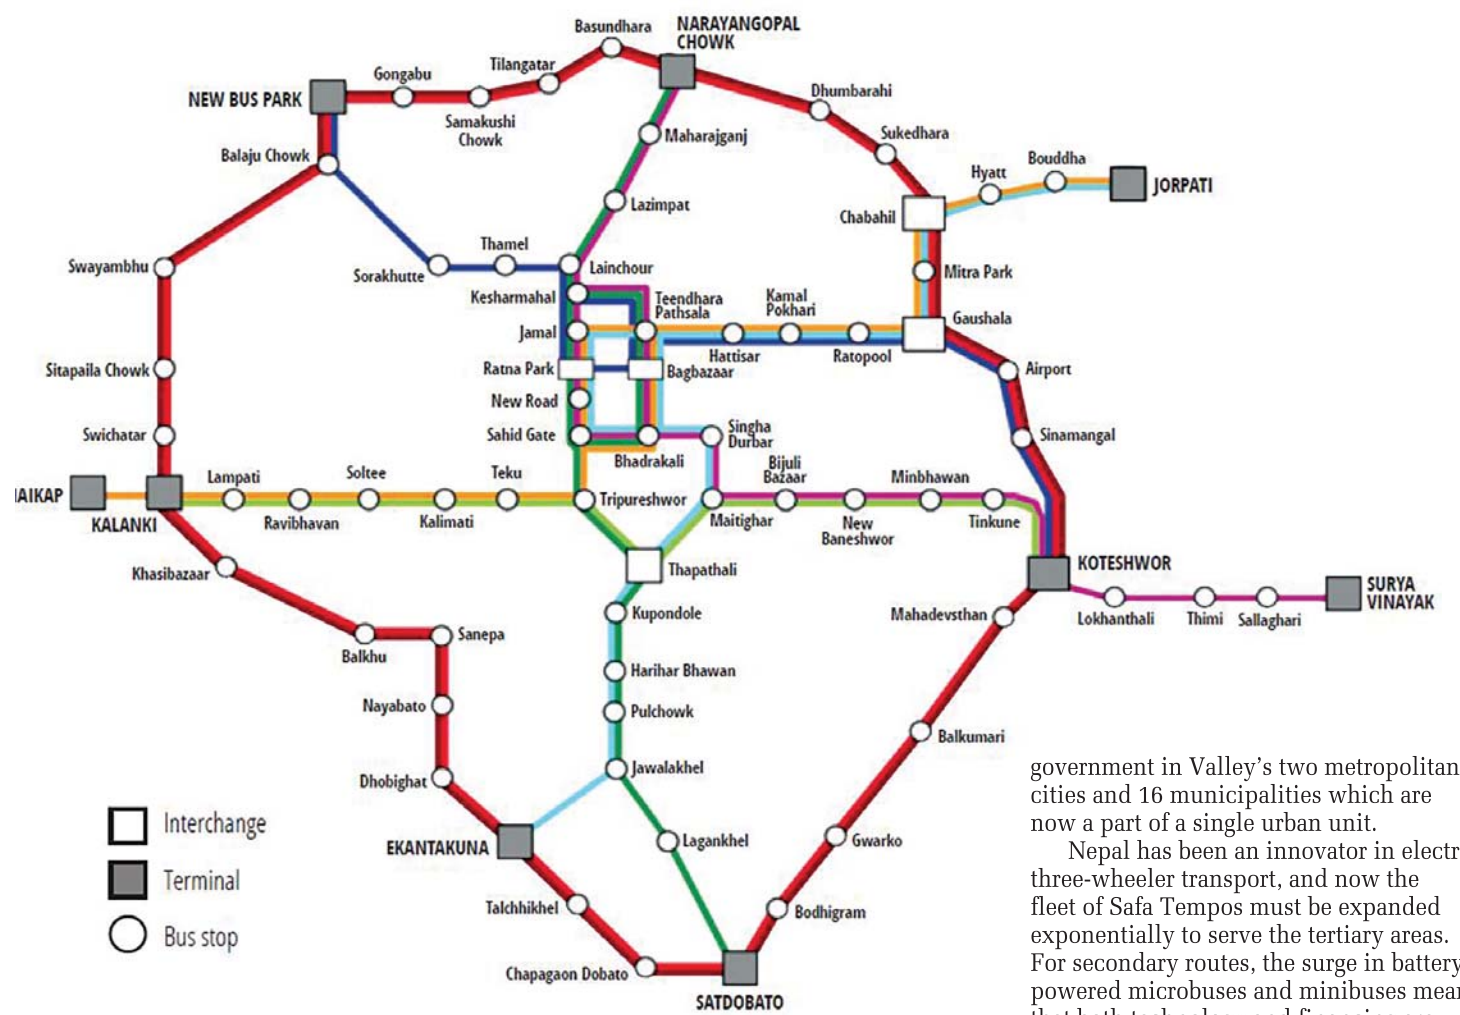 NARAYANGOPAL
CHOWK
Basundhara
Tilangatar
Gongabu
NEW BUS PARK
Samakushi
Chowk
Dhumbarahi
Maharajganj
Sukedhara
Balaju Chowk
Hyatt
Bouddha
JORPATI
Lazimpat
Chabahil
Swayambhu
Sorakhutte
Thamel
Lainchour
Mitra Park
Kesharmahal
Teendhara
Pathsala
Kamal
Pokhari
Gaushala
Jamal
Hattisar
Ratopool
Sitapaila Chowk
Ratna Park
Bagbazaar
Airport
New Road
Swichatar
Sahid Gate
Singha
Durbar
Sinamangal
Bhadrakali
Lampati
Soltee
Teku
Bijuli
Bazaar
Minbhawan
AIKAP
KALANKI
Ravibhavan
Kalimati
Tripureshwor
Maitighar
New
Baneshwor
Tinkune
Khasibazaar
Thapathali
KOTESHWOR
SURYA
VINAYAK
Kupondole
Mahadevsthan
Lokhanthali
Thimi
Sallaghari
Balkhu
Sanepa
Harihar Bhawan
Nayabato
Pulchowk
Balkumari
Dhobighat
Jawalakhel
EKANTAKUNA
Lagankhel
Gwarko
Talchhikhel
Bodhigram
Chapagaon Dobato
SATDOBATO
Interchange
Terminal
Bus stop
government in Valley's two metropolitan
cities and 16 municipalities which are
now a part of a single urban unit.
Nepal has been an innovator in electr
three-wheeler transport, and now the
fleet of Safa Tempos must be expanded
exponentially to serve the tertiary areas.
For secondary routes, the surge in battery
powered microbuses and minibuses mean